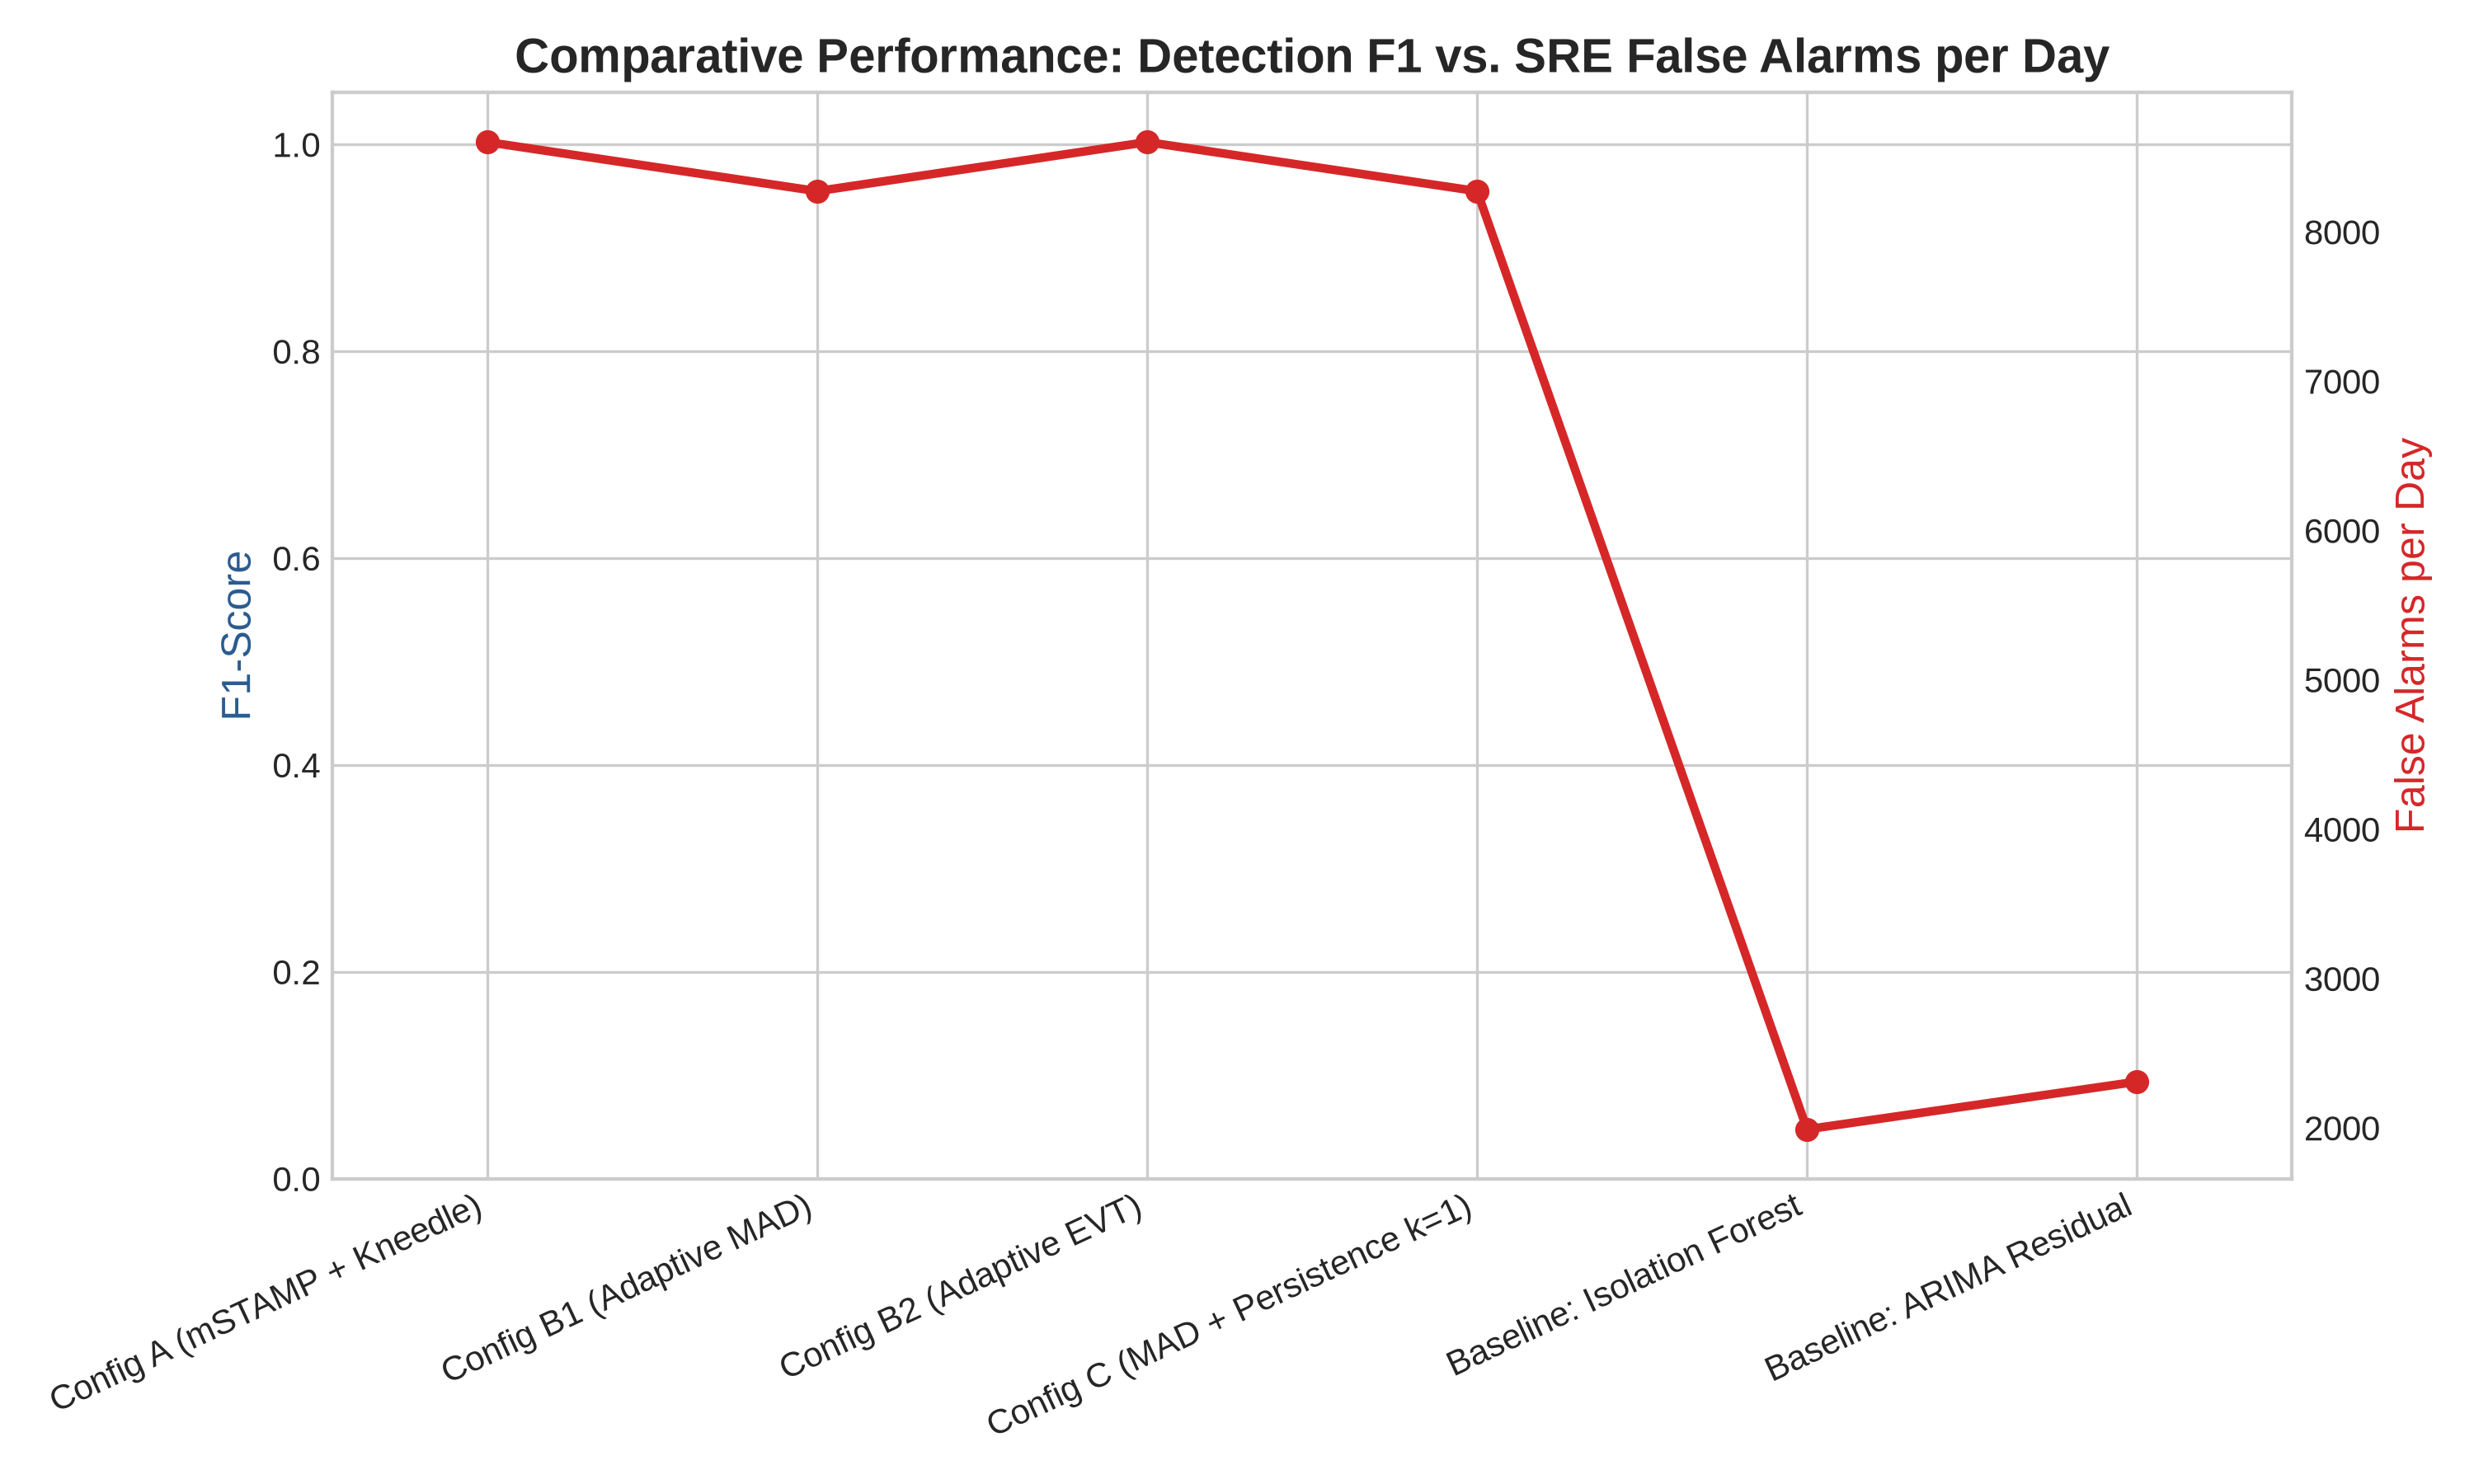 Comparative Performance: Detection F1 vs. SRE False Alarms per Day
F1-Score
1.0
0.8
0.6
0.4
0.2
0.0
8000
7000
6000
5000
4000
3000
2000
False Alarms per Day
Config A (mSTAMP + Kneedle)
Config B1 (Adaptive MAD)
Config B2 (Adaptive EVT)
Config C (MAD + Persistence k=1)
Baseline: Isolation Forest
Baseline: ARIMA Residual